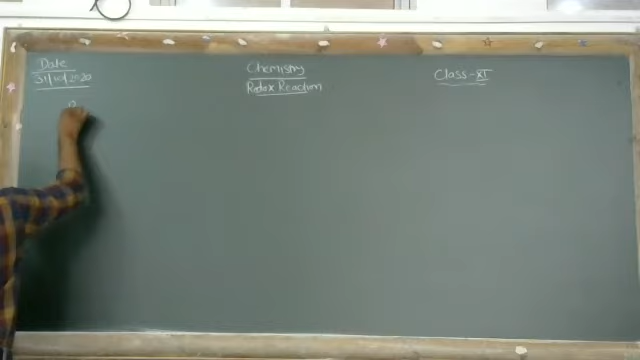 Date
31/10/2020
Chemistry
Redox Reaction
Class - XI